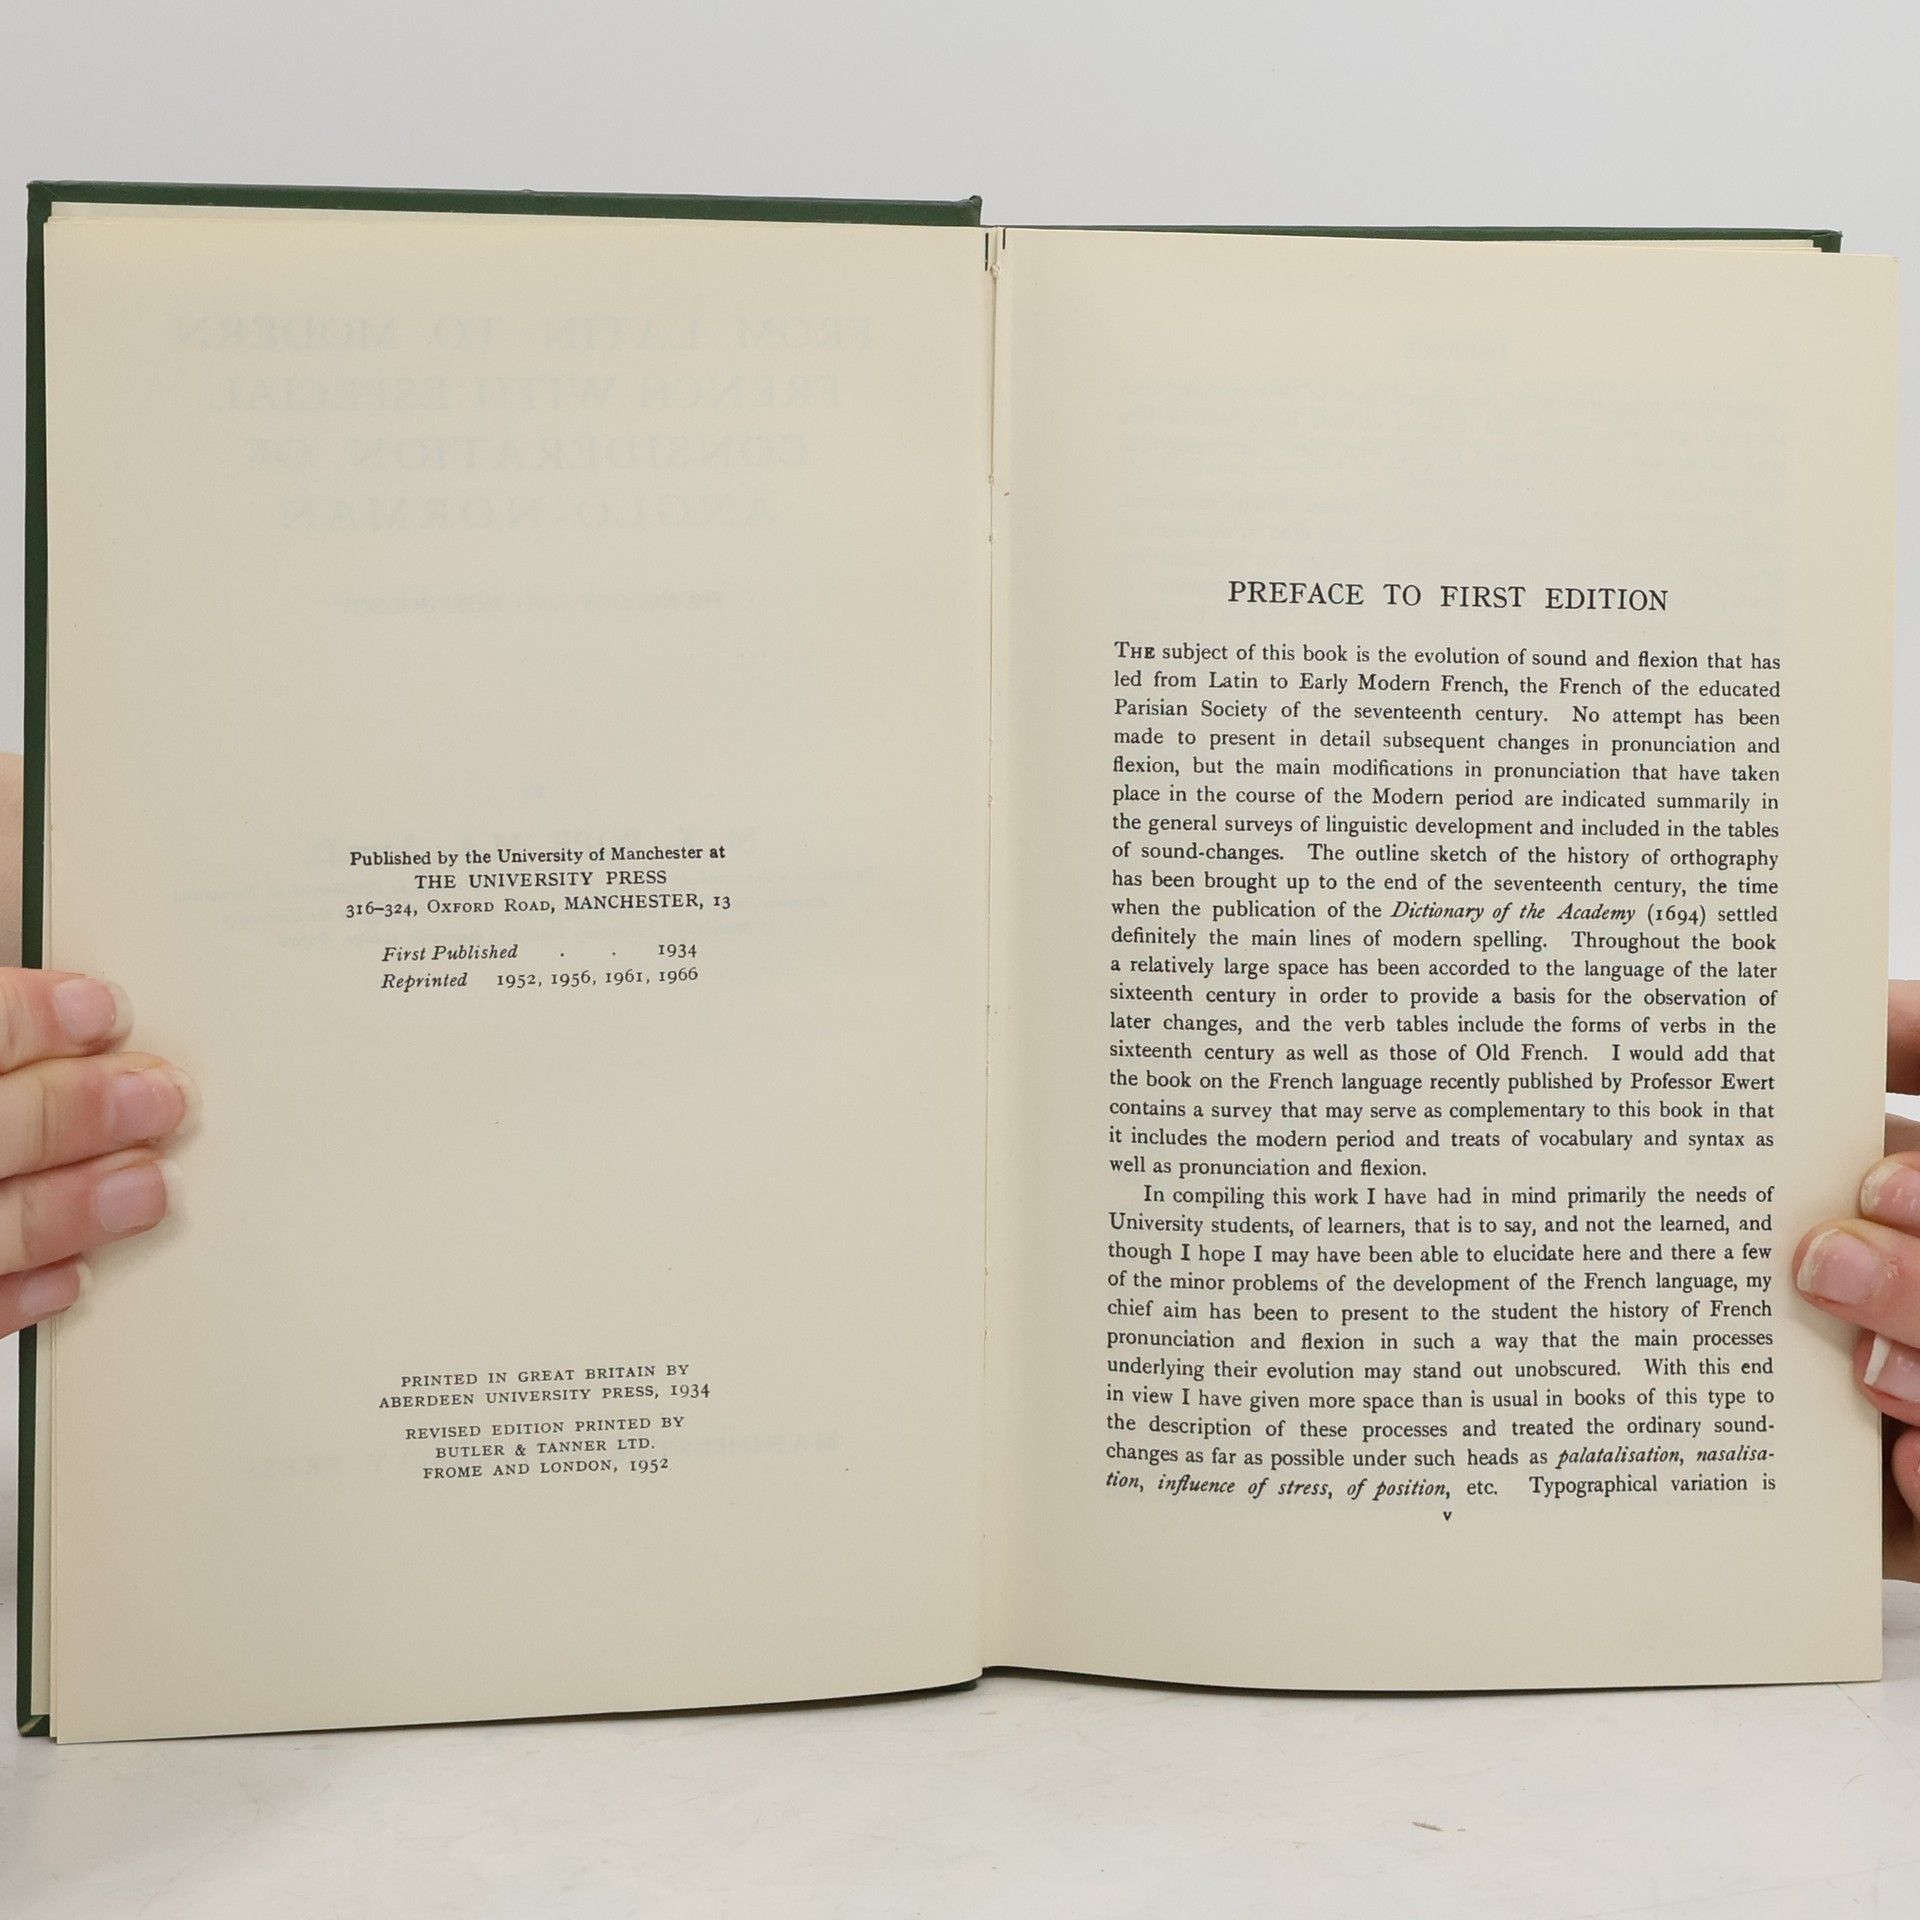 FROM LATIN TO MODERN
FRENCH WITH ESPECIAL
CONSIDERATION OF
ANGLO-NORMAN
Published by the University of Manchester at
THE UNIVERSITY PRESS
316–324, OXFORD ROAD, MANCHESTER, 13
First Published . . 1934
Reprinted 1952, 1956, 1961, 1966
PRINTED IN GREAT BRITAIN BY
ABERDEEN UNIVERSITY PRESS, 1934
REVISED EDITION PRINTED BY
BUTLER & TANNER LTD.
FROME AND LONDON, 1952
PREFACE TO FIRST EDITION
THE subject of this book is the evolution of sound and flexion that has
led from Latin to Early Modern French, the French of the educated
Parisian Society of the seventeenth century. No attempt has been
made to present in detail subsequent changes in pronunciation and
flexion, but the main modifications in pronunciation that have taken
place in the course of the Modern period are indicated summarily in
the general surveys of linguistic development and included in the tables
of sound-changes. The outline sketch of the history of orthography
has been brought up to the end of the seventeenth century, the time
when the publication of the Dictionary of the Academy (1694) settled
definitely the main lines of modern spelling. Throughout the book
a relatively large space has been accorded to the language of the later
sixteenth century in order to provide a basis for the observation of
later changes, and the verb tables include the forms of verbs in the
sixteenth century as well as those of Old French. I would add that
the book on the French language recently published by Professor Ewert
contains a survey that may serve as complementary to this book in that
it includes the modern period and treats of vocabulary and syntax as
well as pronunciation and flexion.
In compiling this work I have had in mind primarily the needs of
University students, of learners, that is to say, and not the learned, and
though I hope I may have been able to elucidate here and there a few
of the minor problems of the development of the French language, my
chief aim has been to present to the student the history of French
pronunciation and flexion in such a way that the main processes
underlying their evolution may stand out unobscured. With this end
in view I have given more space than is usual in books of this type to
the description of these processes and treated the ordinary sound-
changes as far as possible under such heads as palatalisation, nasalisa-
tion, influence of stress, of position, etc. Typographical variation is
v